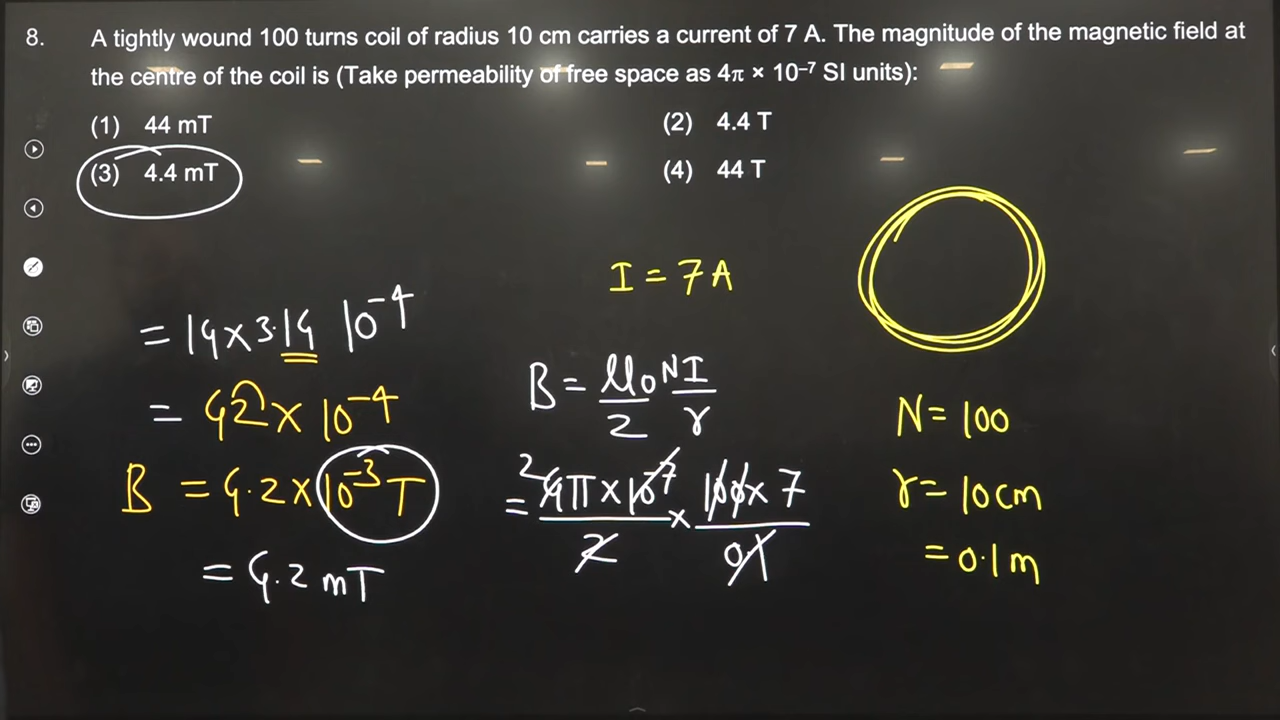 8. A tightly wound 100 turns coil of radius 10 cm carries a current of 7 A. The magnitude of the magnetic field at
the centre of the coil is (Take permeability of free space as 4π × 10⁻⁷ SI units):
(1) 44 mT (2) 4.4 T
(3) 4.4 mT (4) 44 T
I = 7A
= 14×3.14 10⁻⁴
= 42 × 10⁻⁴
B = 4.2 × 10⁻³ T
= 4.2 mT
B = μ₀NI / 2 r
= 2 4π × 10⁻⁷ / 2 × 100 × 7 / 01
N = 100
r = 10cm
= 0.1m